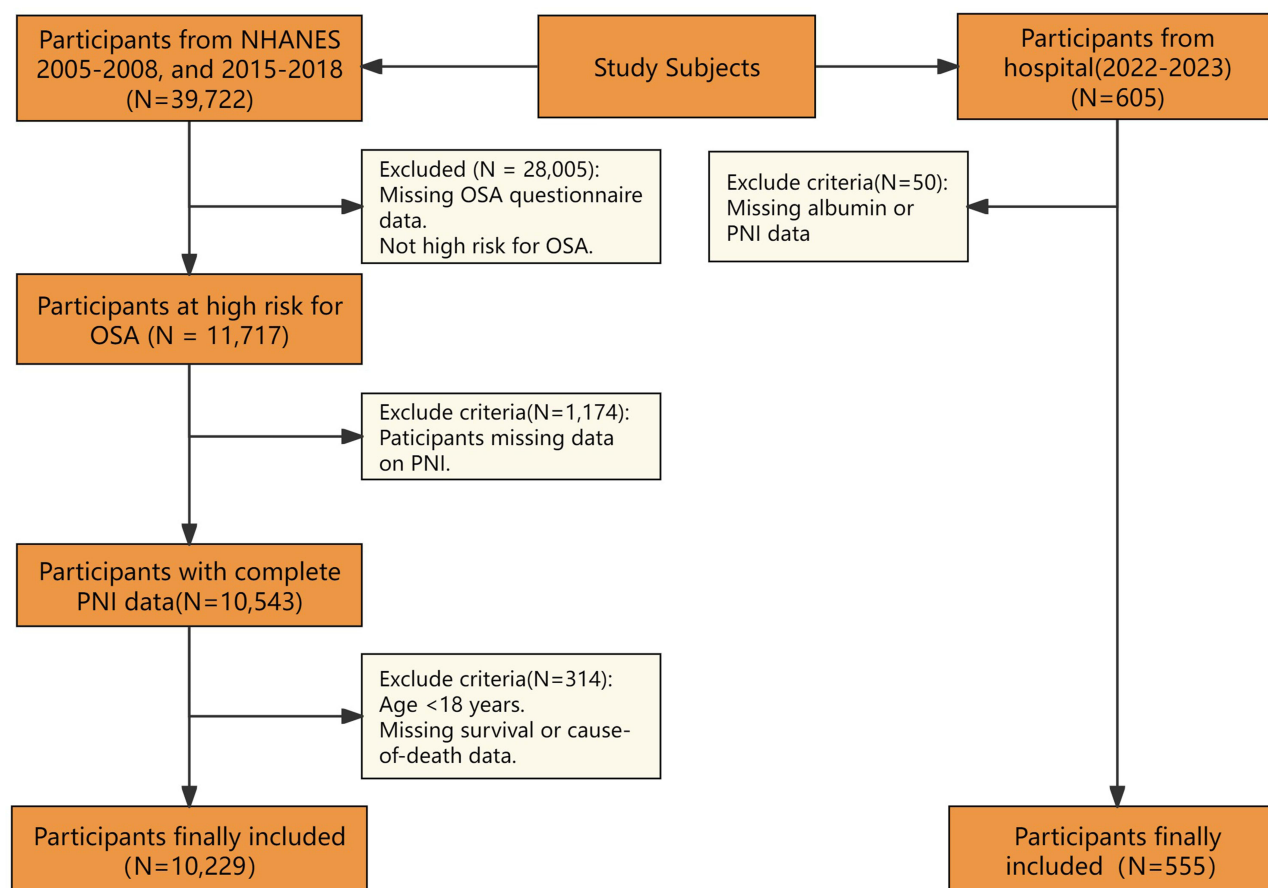 Participants from NHANES
2005-2008, and 2015-2018
(N=39,722)
Study Subjects
Participants from
hospital(2022-2023)
(N=605)
Excluded (N = 28,005):
Missing OSA questionnaire
data.
Not high risk for OSA.
Exclude criteria(N=50):
Missing albumin or
PNI data
Participants at high risk for
OSA (N = 11,717)
Exclude criteria(N=1,174):
Paticipants missing data
on PNI.
Participants with complete
PNI data(N=10,543)
Exclude criteria(N=314):
Age <18 years.
Missing survival or cause-
of-death data.
Participants finally included
(N=10,229)
Participants finally
included (N=555)